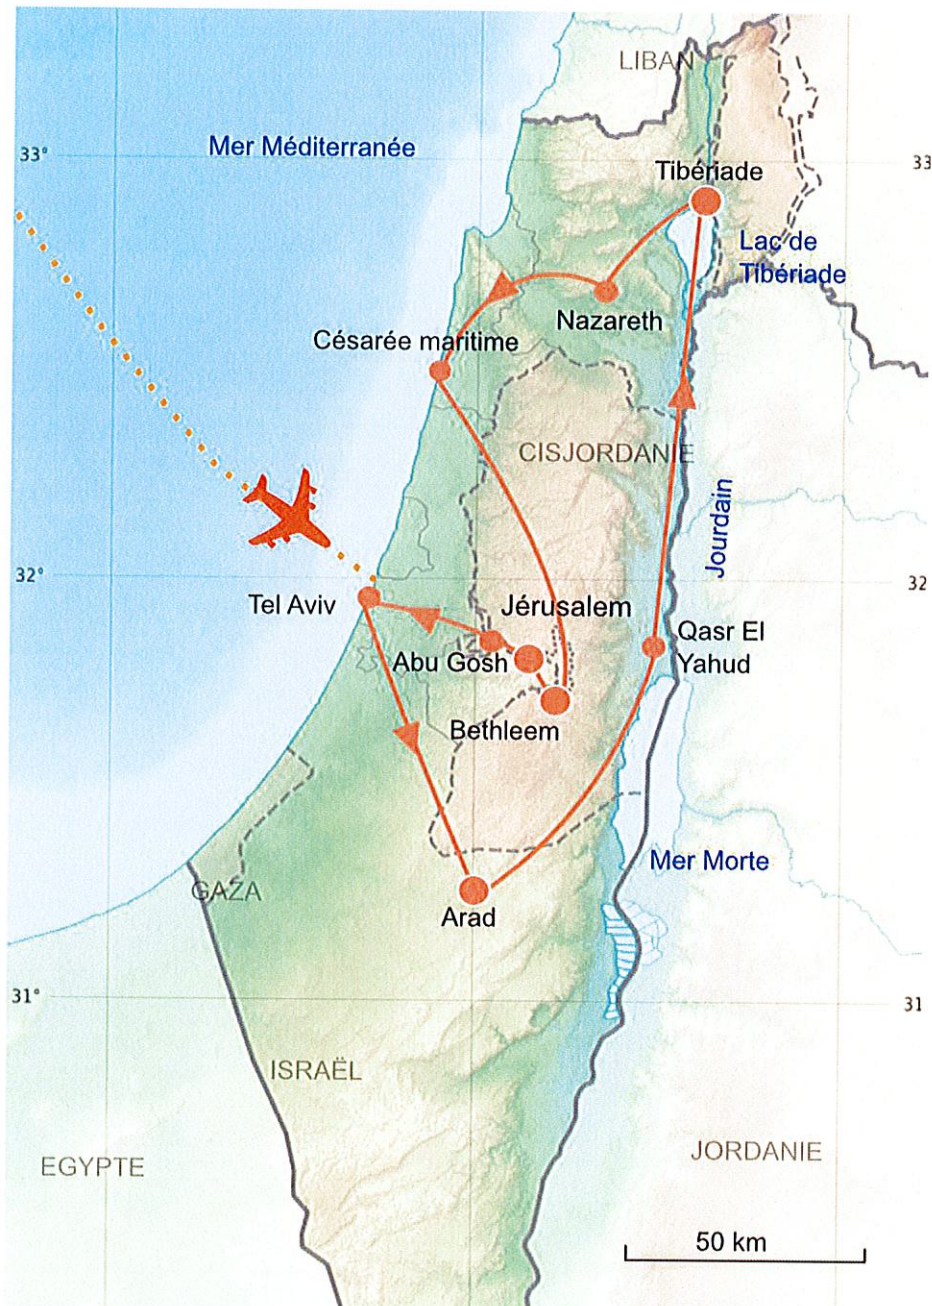 LIBAN
Mer Méditerranée
33°
33
Tibériade
Lac de
Tibériade
Nazareth
Césarée maritime
CISJORDANIE
Jourdain
32°
32
Tel Aviv
Jérusalem
Abu Gosh
Qasr El
Yahud
Bethleem
Mer Morte
GAZA
Arad
31°
31
ISRAËL
EGYPTE
JORDANIE
50 km